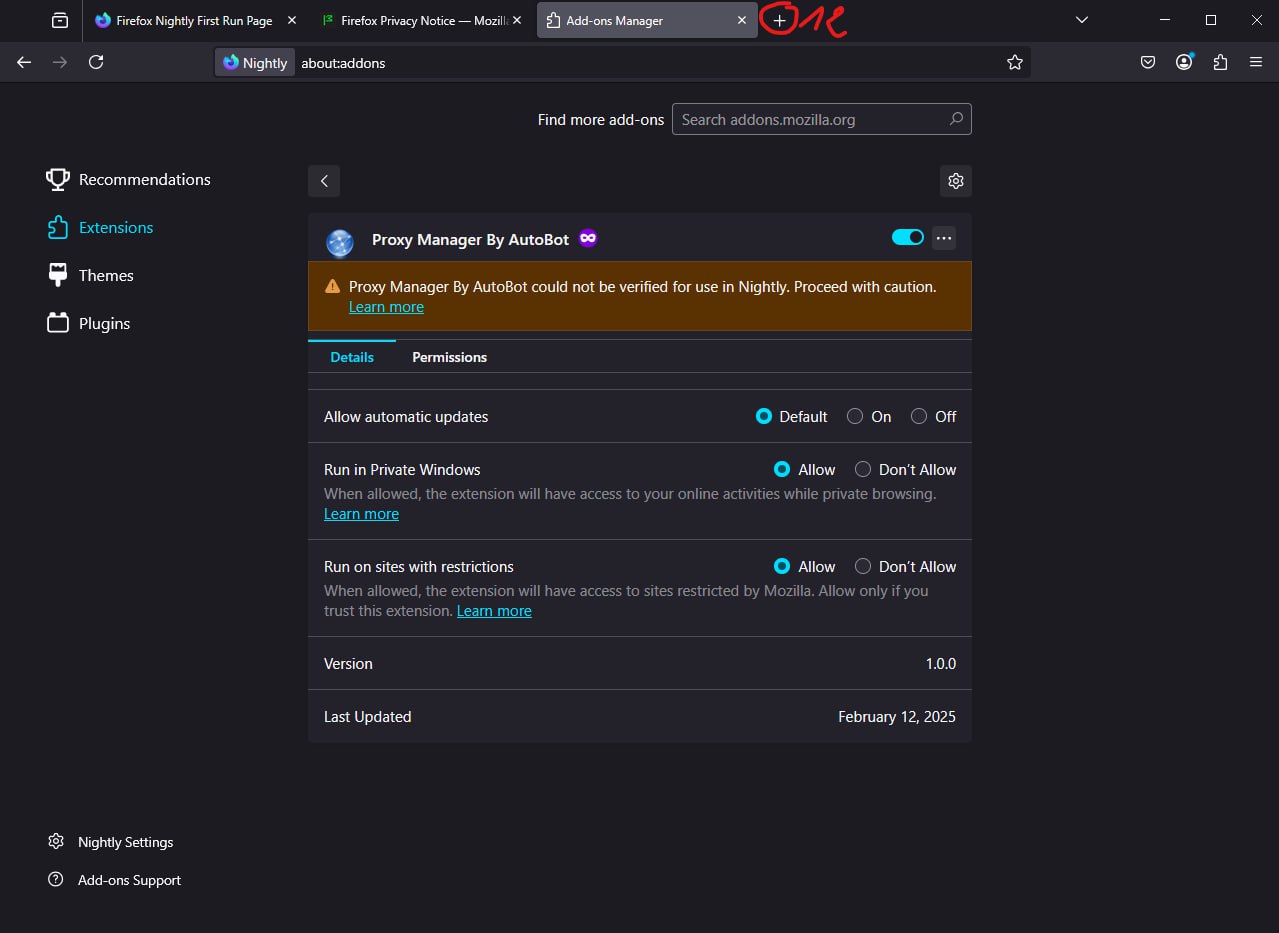 Firefox Nightly First Run Page
Firefox Privacy Notice — Mozill
Add-ons Manager
12
Nightly about:addons
Find more add-ons Search addons.mozilla.org
Recommendations
Extensions
Themes
Plugins
Proxy Manager By AutoBot
Proxy Manager By AutoBot could not be verified for use in Nightly. Proceed with caution.
Learn more
Details Permissions
Allow automatic updates Default On Off
Run in Private Windows Allow Don't Allow
When allowed, the extension will have access to your online activities while private browsing.
Learn more
Run on sites with restrictions Allow Don't Allow
When allowed, the extension will have access to sites restricted by Mozilla. Allow only if you
trust this extension. Learn more
Version 1.0.0
Last Updated February 12, 2025
Nightly Settings
Add-ons Support